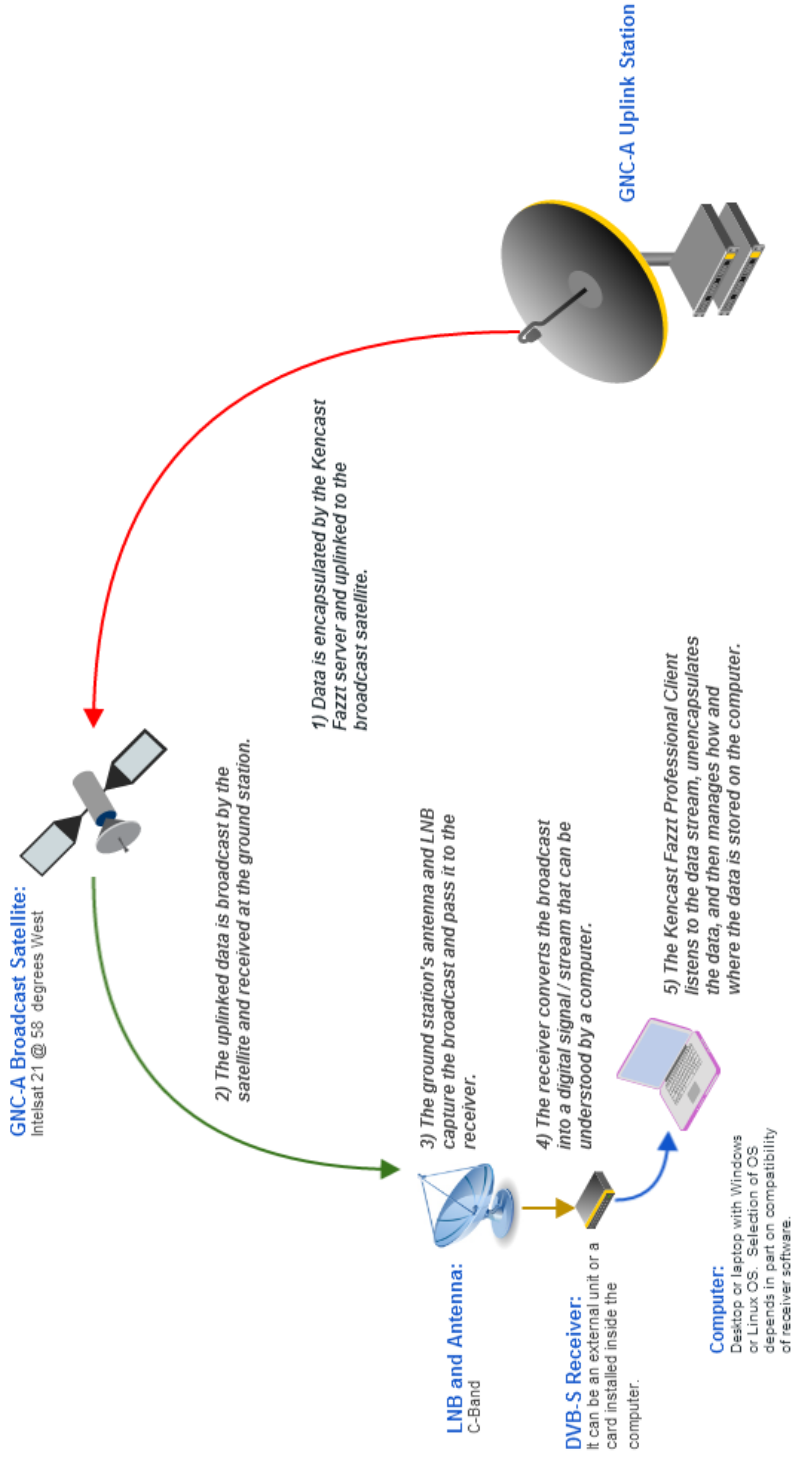 GNC-A Broadcast Satellite:
Intelsat 21 @ 58 degrees West
GNC-A Uplink Station
1) Data is encapsulated by the Kencast
Fazzt server and uplinked to the
broadcast satellite.
2) The uplinked data is broadcast by the
satellite and received at the ground station.
LNB and Antenna:
C-Band
3) The ground station's antenna and LNB
capture the broadcast and pass it to the
receiver.
DVB-S Receiver:
It can be an external unit or a
card installed inside the
computer.
4) The receiver converts the broadcast
into a digital signal / stream that can be
understood by a computer.
Computer:
Desktop or laptop with Windows
or Linux OS. Selection of OS
depends in part on compatibility
of receiver software.
5) The Kencast Fazzt Professional Client
listens to the data stream, unencapsulates
the data, and then manages how and
where the data is stored on the computer.